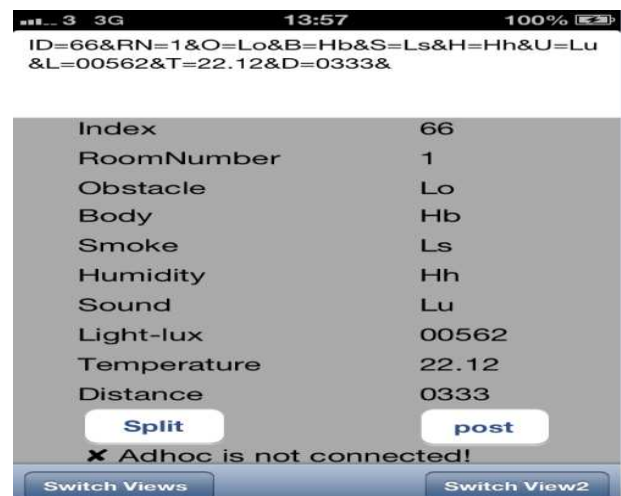 3 3G 13:57 100%
ID=66&RN=1&O=Lo&B=Hb&S=Ls&H=Hh&U=Lu
&L=00562&T=22.12&D=0333&
Index 66
RoomNumber 1
Obstacle Lo
Body Hb
Smoke Ls
Humidity Hh
Sound Lu
Light-lux 00562
Temperature 22.12
Distance 0333
Split post
✘ Adhoc is not connected!
Switch Views Switch View2